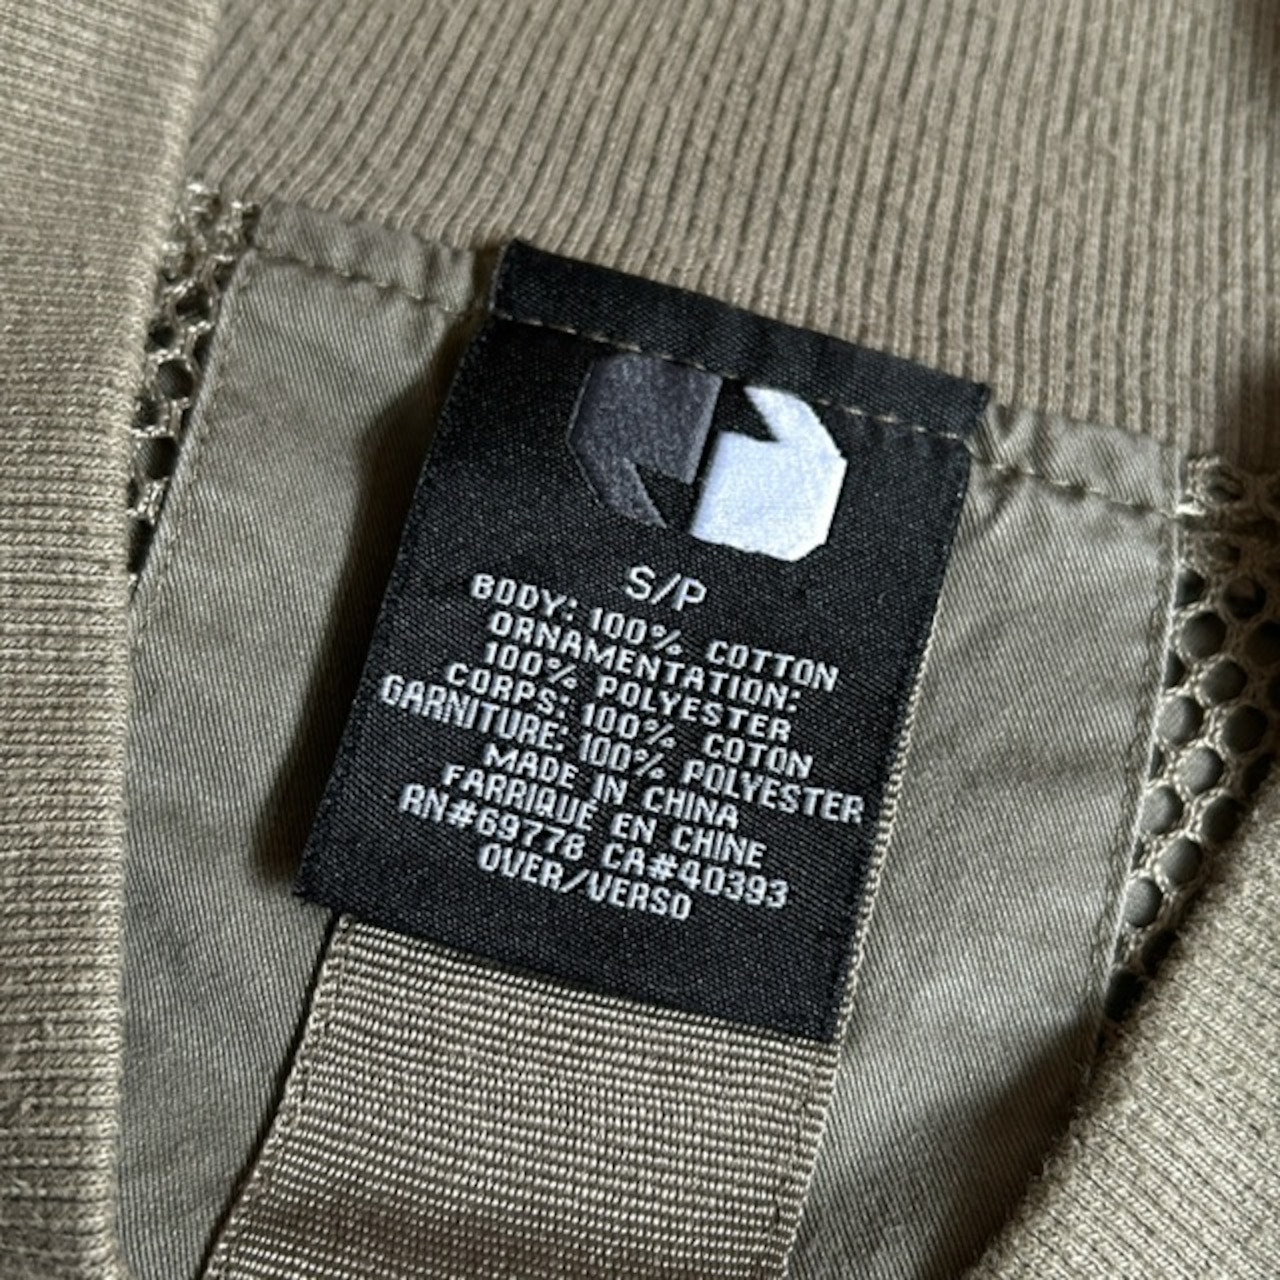 S/P
BODY: 100% COTTON
ORNAMENTATION:
100% POLYESTER
CORPS: 100% COTON
GARNITURE: 100% POLYESTER
MADE IN CHINA
FABRIQUÉ EN CHINE
RN#69778 CA#40393
OVER/VERSO